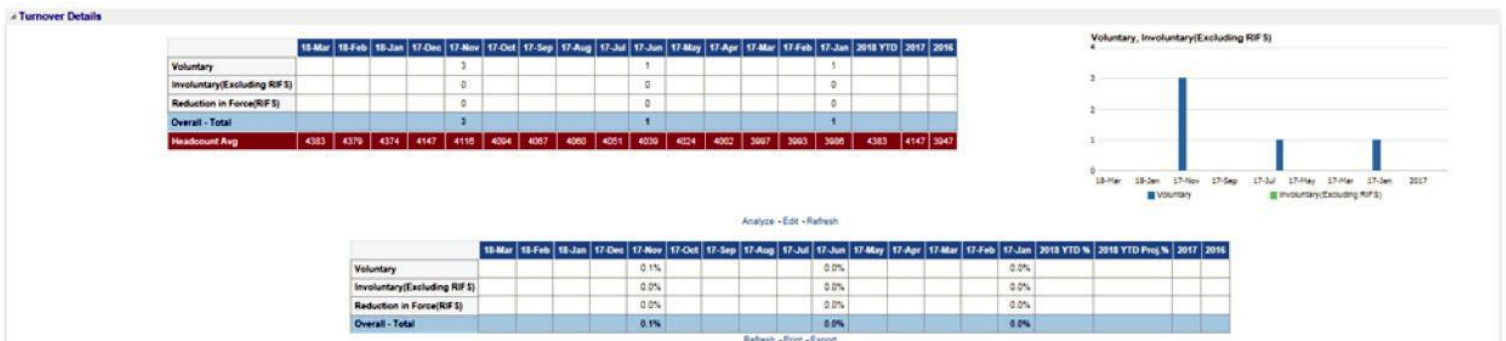 Turnover Details
18-Mar 18-Feb 18-Jan 17-Dec 17-Nov 17-Oct 17-Sep 17-Aug 17-Jul 17-Jun 17-May 17-Apr 17-Mar 17-Feb 17-Jan 2018 YTD 2017 2016
Voluntary 3 1 1
Involuntary(Excluding RIFS) 0 0 0
Reduction in Force(RIFS) 0 0 0
Overall - Total 3 1 1
Headcount Avg 4383 4379 4374 4147 4116 4094 4067 4060 4051 4039 4024 4002 3997 3993 3986 4383 4147 3947
Voluntary, Involuntary(Excluding RIFS)
4
3
2
1
0
18-Mar 18-Jan 17-Nov 17-Sep 17-Jul 17-May 17-Mar 17-Jan 2017
Voluntary Involuntary(Excluding RIFS)
Analyze - Edit - Refresh
18-Mar 18-Feb 18-Jan 17-Dec 17-Nov 17-Oct 17-Sep 17-Aug 17-Jul 17-Jun 17-May 17-Apr 17-Mar 17-Feb 17-Jan 2018 YTD % 2018 YTD Proj.% 2017 2016
Voluntary 0.1% 0.0% 0.0%
Involuntary(Excluding RIFS) 0.0% 0.0% 0.0%
Reduction in Force(RIFS) 0.0% 0.0% 0.0%
Overall - Total 0.1% 0.0% 0.0%
Refresh - Print - Export